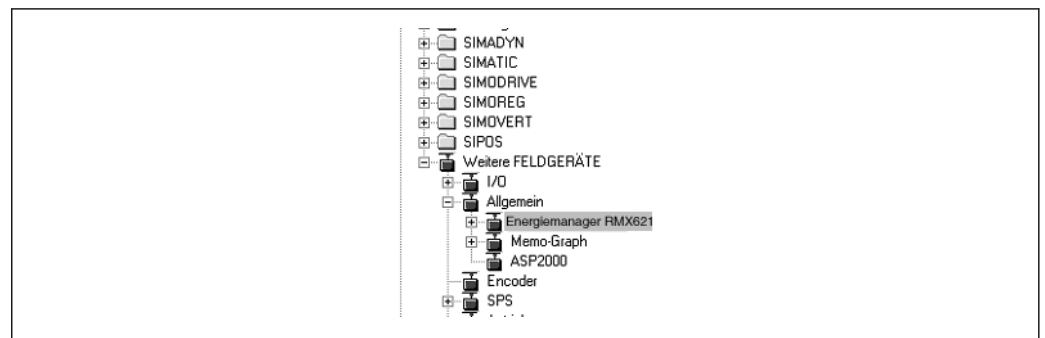 SIMADYN
SIMATIC
SIMODRIVE
SIMOREG
SIMOVERT
SIPOS
Weitere FELDGERÄTE
I/O
Allgemein
Energiemanager RMX621
Memo-Graph
ASP2000
Encoder
SPS